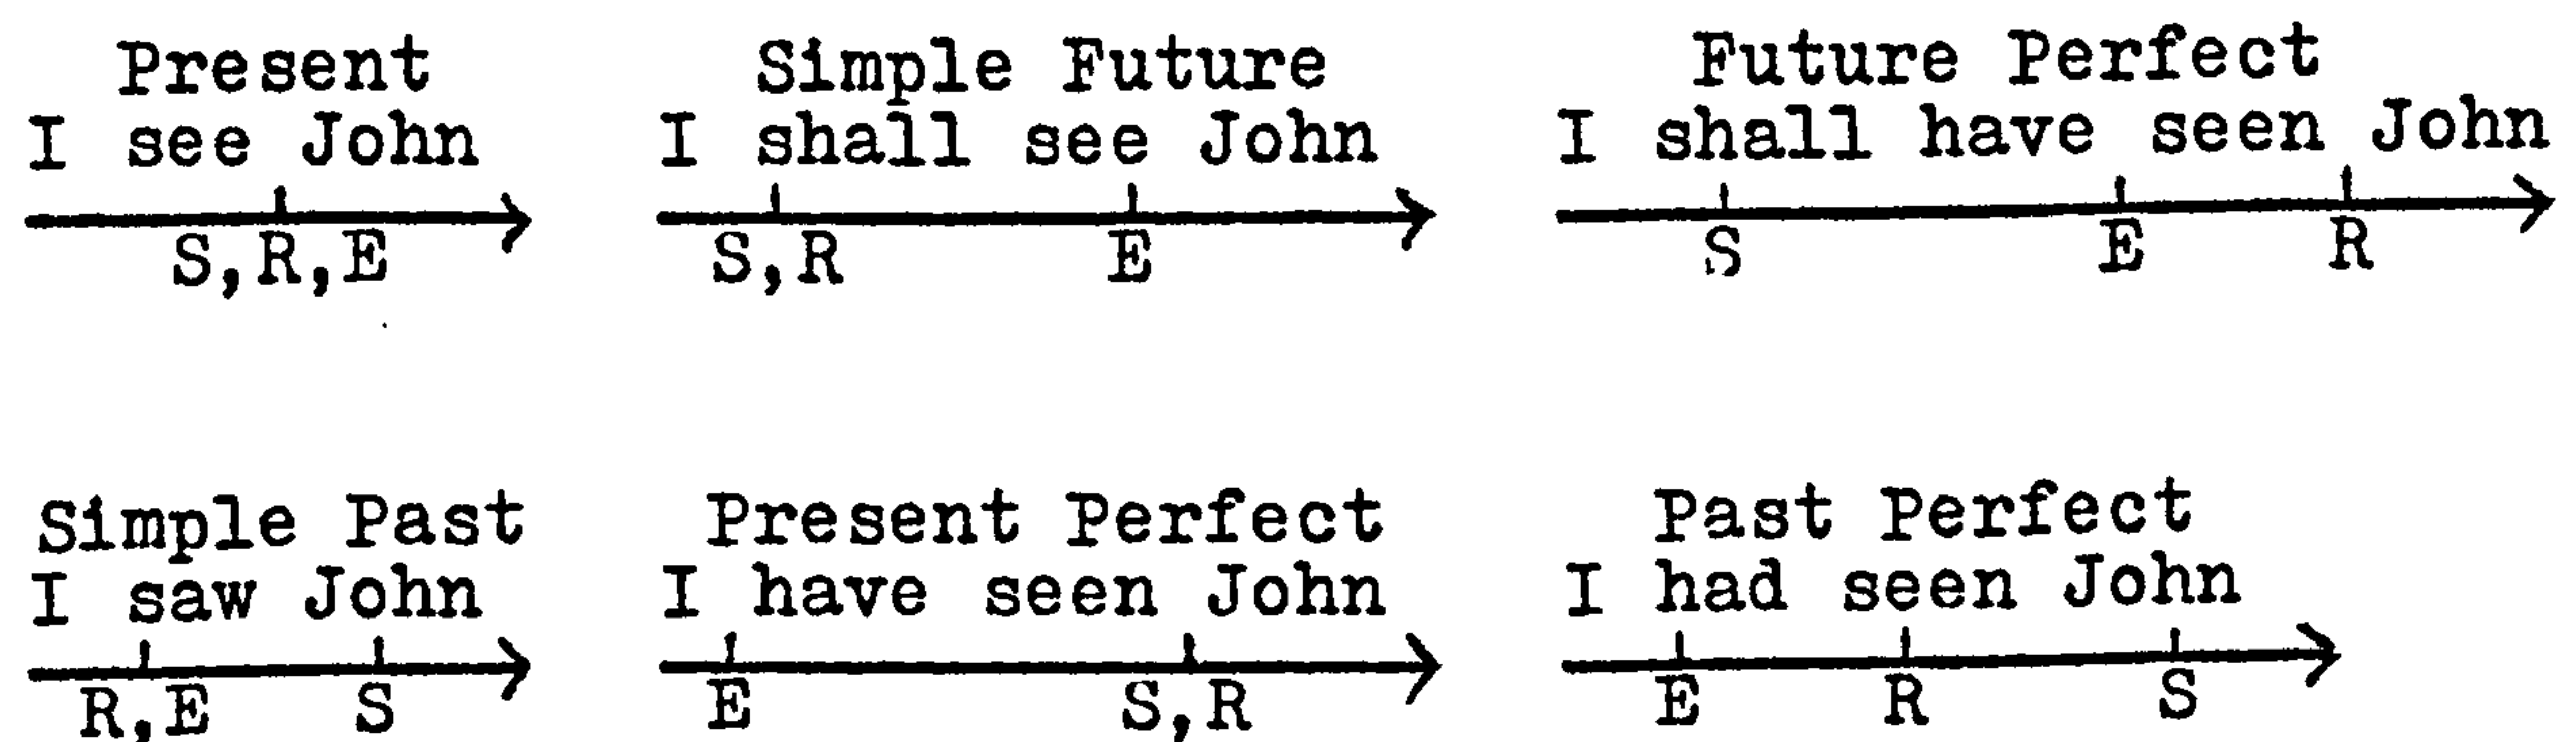 Present
I see John
S,R,E
Simple Future
I shall see John
S,R E
Future Perfect
I shall have seen John
S E R
Simple Past
I saw John
R,E S
Present Perfect
I have seen John
E S,R
Past Perfect
I had seen John
E R S